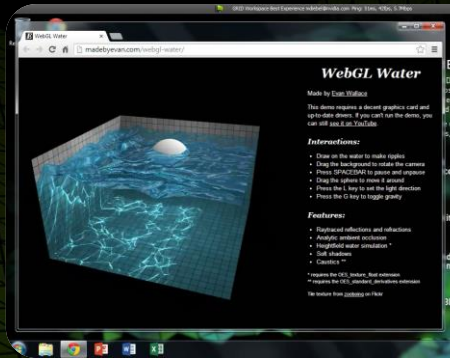 GRID Workspace Best Experience
WebGL Water
madebyevan.com/webgl-water/
WebGL Water
Made by Evan Wallace
This demo requires a decent graphics card and
up-to-date drivers. If you can't run the demo, you
can still see it on YouTube.
Interactions:
• Draw on the water to make ripples
• Drag the background to rotate the camera
• Press SPACEBAR to pause and unpause
• Drag the sphere to move it around
• Press the L key to set the light direction
• Press the G key to toggle gravity
Features:
• Raytraced reflections and refractions
• Analytic ambient occlusion
• Heightfield water simulation *
• Soft shadows
• Caustics **
* requires the OES_texture_float extension
** requires the OES_standard_derivatives extension
Tile texture from zooboing on Flickr